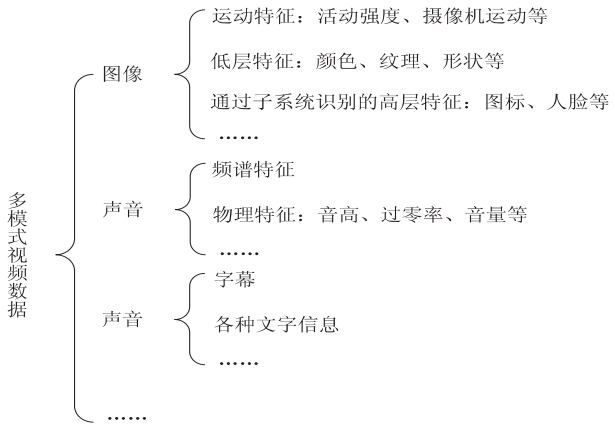 多模式视频数据
图像
运动特征：活动强度、摄像机运动等
低层特征：颜色、纹理、形状等
通过子系统识别的高层特征：图标、人脸等
……
声音
频谱特征
物理特征：音高、过零率、音量等
……
声音
字幕
各种文字信息
……
……